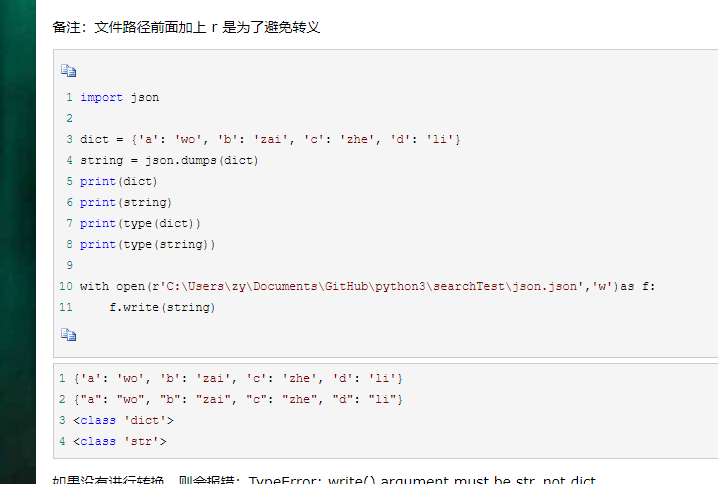 备注：文件路径前面加上 r 是为了避免转义
1 import json
2
3 dict = {'a': 'wo', 'b': 'zai', 'c': 'zhe', 'd': 'li'}
4 string = json.dumps(dict)
5 print(dict)
6 print(string)
7 print(type(dict))
8 print(type(string))
9
10 with open(r'C:\Users\zy\Documents\GitHub\python3\searchTest\json.json','w')as f:
11     f.write(string)
1 {'a': 'wo', 'b': 'zai', 'c': 'zhe', 'd': 'li'}
2 {"a": "wo", "b": "zai", "c": "zhe", "d": "li"}
3 <class 'dict'>
4 <class 'str'>
如果没有进行转换，则会报错：TypeError: write() argument must be str, not dict